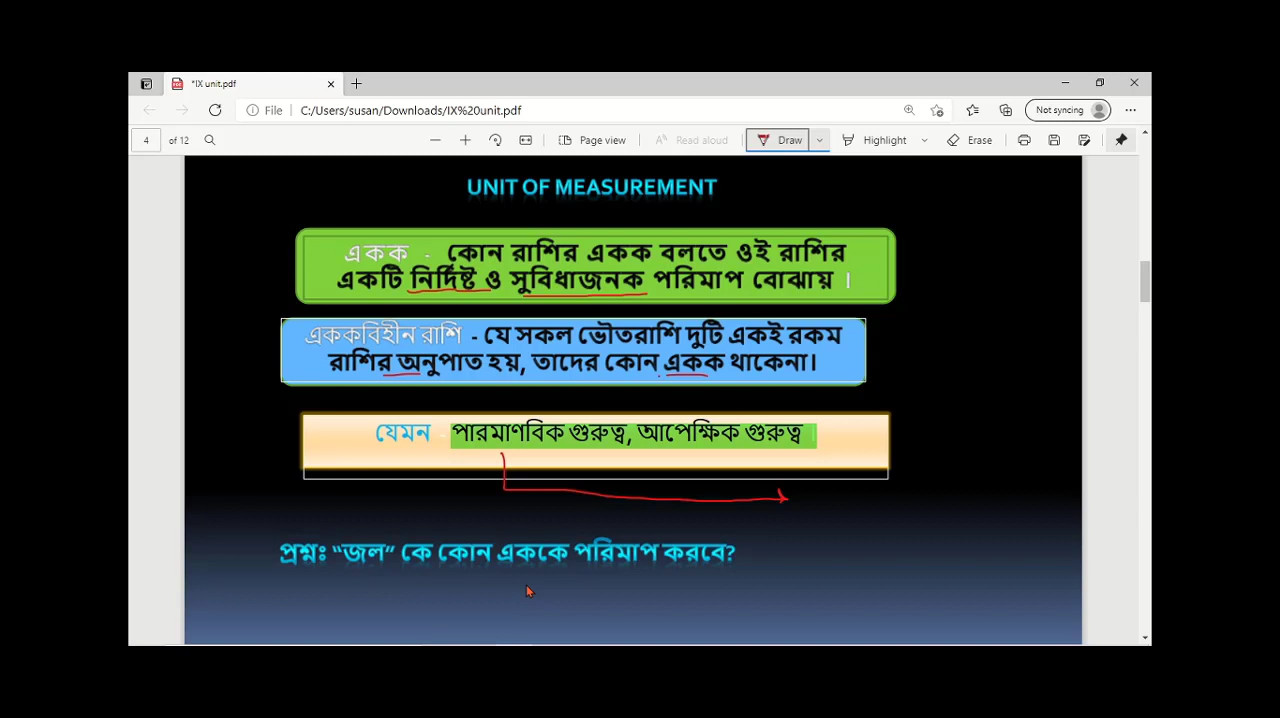 *IX unit.pdf
File C:/Users/susan/Downloads/IX%20unit.pdf Not syncing
4 of 12 Page view Read aloud Draw Highlight Erase
UNIT OF MEASUREMENT
একক - কোন রাশির একক বলতে ওই রাশির
একটি নির্দিষ্ট ও সুবিধাজনক পরিমাপ বোঝায় ।
এককবিহীন রাশি - যে সকল ভৌতরাশি দুটি একই রকম
রাশির অনুপাত হয়, তাদের কোন একক থাকেনা।
যেমন - পারমাণবিক গুরুত্ব, আপেক্ষিক গুরুত্ব ।
প্রশ্নঃ “জল” কে কোন এককে পরিমাপ করবে?